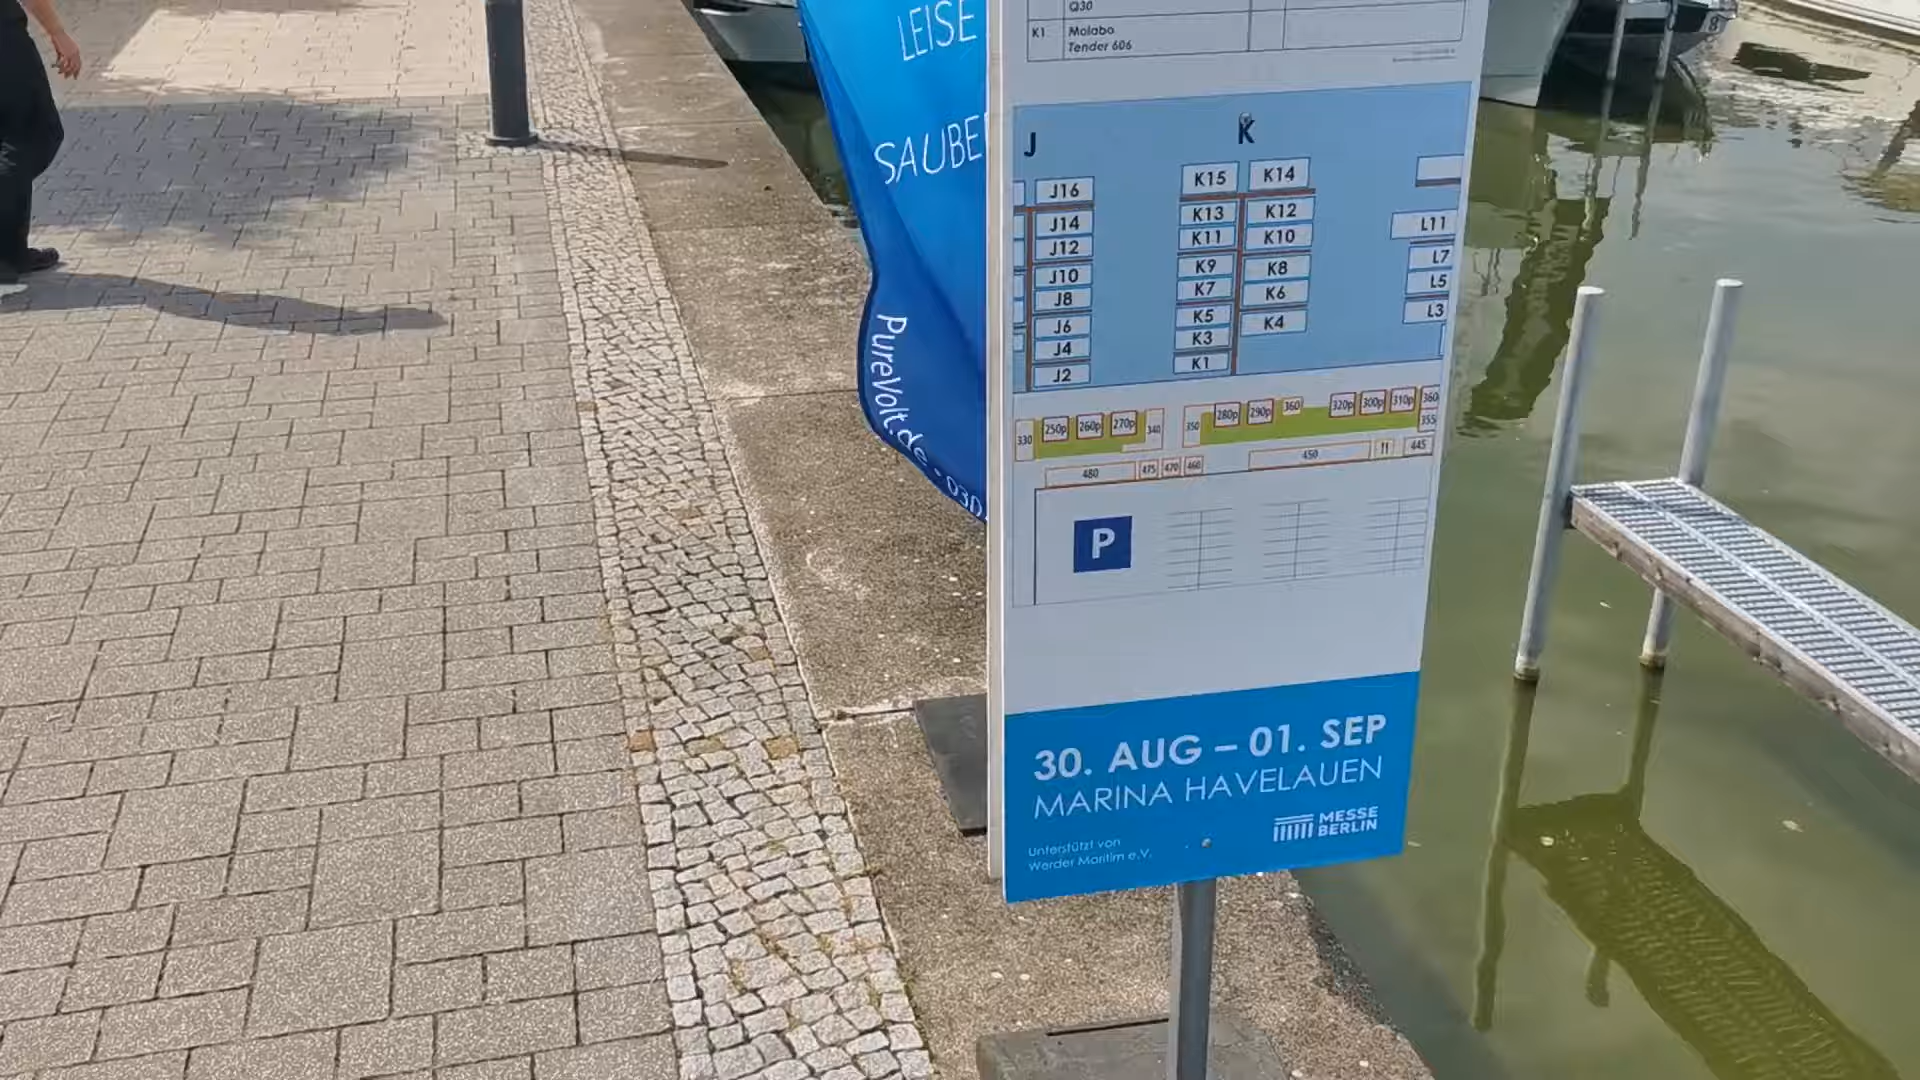 LEISE
SAUBE
PureVolt.de • 030
Q30
K1 Molabo
Tender 606
J K
J16 K15 K14
J14 K13 K12 L11
J12 K11 K10 L7
J10 K9 K8 L5
J8 K7 K6 L3
J6 K5 K4
J4 K3
J2 K1
330 250p 260p 270p 340 350 280p 290p 360 320p 300p 310p 360
355
480 475 470 460 450 445
P
30. AUG – 01. SEP
MARINA HAVELAUEN
MESSE
BERLIN
Unterstützt von
Werder Maritim e.V.